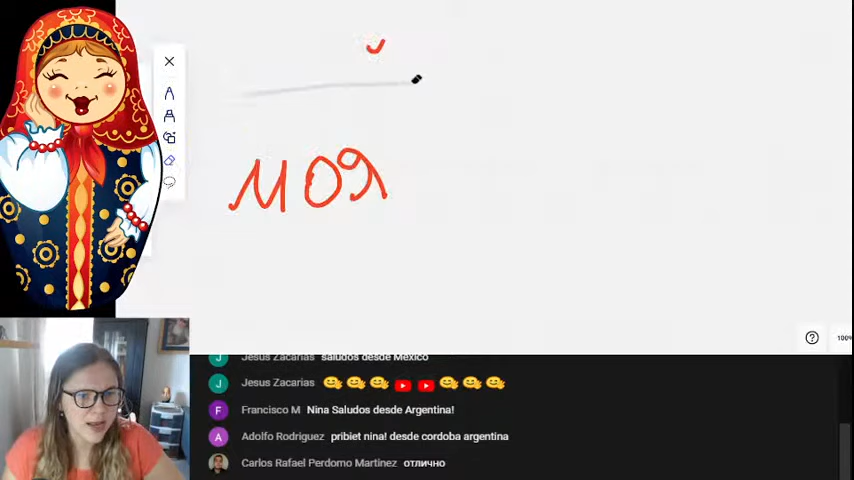 моя
100%
Jesus Zacarias saludos desde Mexico
J Jesus Zacarias
F Francisco M Nina Saludos desde Argentina!
A Adolfo Rodriguez pribiet nina! desde cordoba argentina
Carlos Rafael Perdomo Martinez отлично